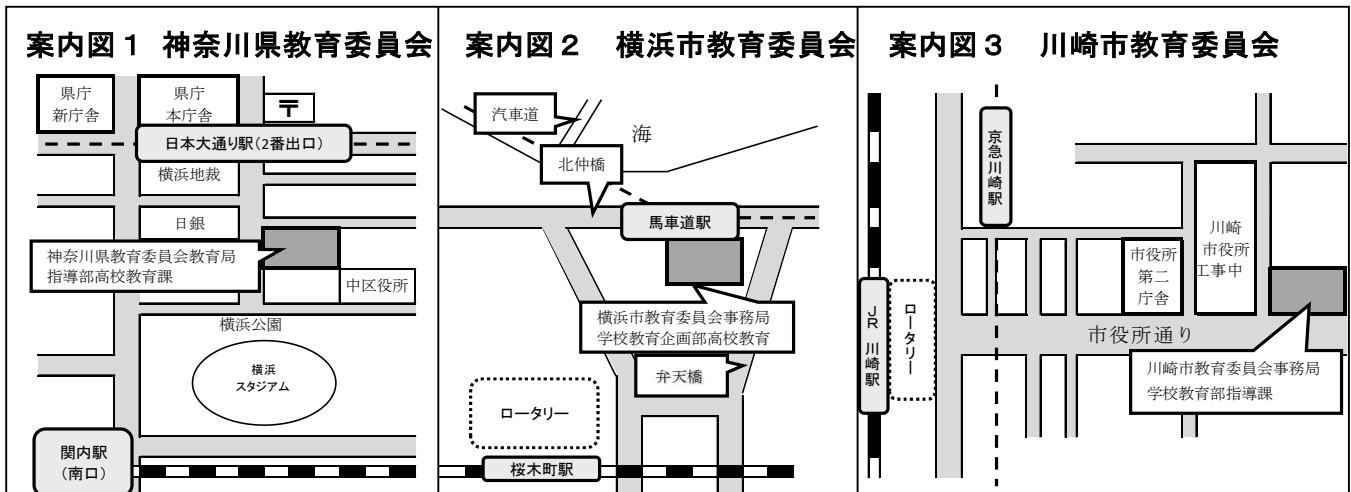 案内図１ 神奈川県教育委員会
県庁
新庁舎
県庁
本庁舎
〒
日本大通り駅(2番出口)
横浜地裁
日銀
神奈川県教育委員会教育局
指導部高校教育課
中区役所
横浜公園
横浜
スタジアム
関内駅
(南口)
案内図２ 横浜市教育委員会
汽車道
海
北仲橋
馬車道駅
横浜市教育委員会事務局
学校教育企画部高校教育
弁天橋
ロータリー
桜木町駅
案内図３ 川崎市教育委員会
京急川崎駅
川崎
市役所
工事中
市役所
第二
庁舎
JR 川崎駅
ロータリー
市役所通り
川崎市教育委員会事務局
学校教育部指導課